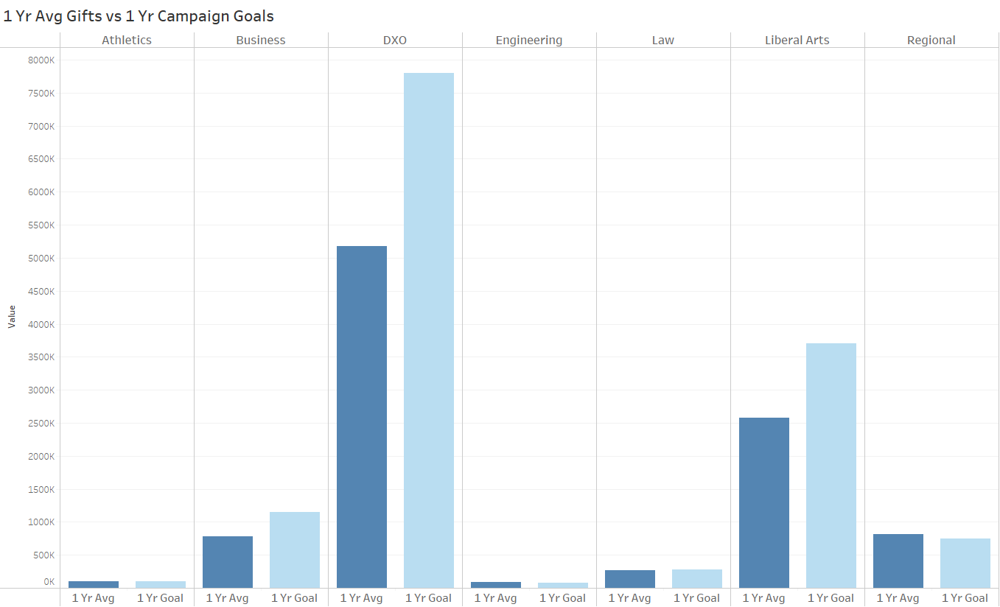 1 Yr Avg Gifts vs 1 Yr Campaign Goals
Athletics Business DXO Engineering Law Liberal Arts Regional
8000K
7500K
7000K
6500K
6000K
5500K
5000K
4500K
4000K
3500K
3000K
2500K
2000K
1500K
1000K
500K
0K
Value
1 Yr Avg 1 Yr Goal 1 Yr Avg 1 Yr Goal 1 Yr Avg 1 Yr Goal 1 Yr Avg 1 Yr Goal 1 Yr Avg 1 Yr Goal 1 Yr Avg 1 Yr Goal 1 Yr Avg 1 Yr Goal